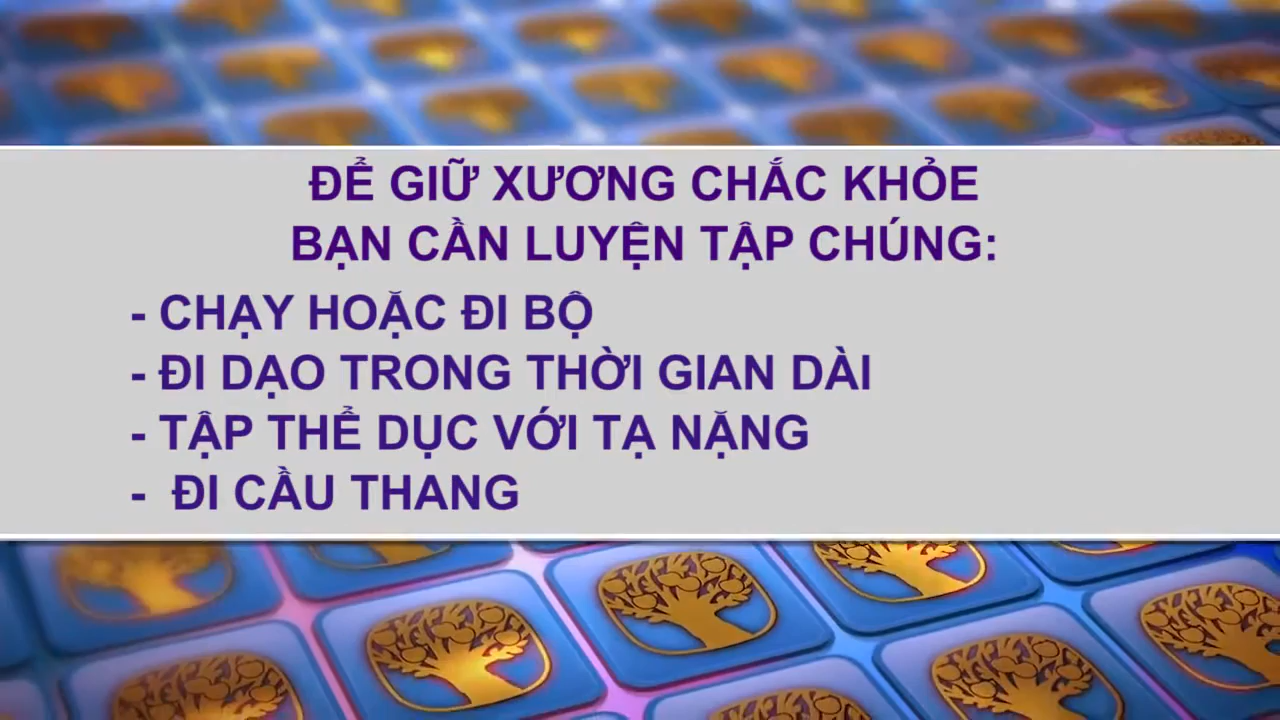 ĐỂ GIỮ XƯƠNG CHẮC KHỎE
BẠN CẦN LUYỆN TẬP CHÚNG:
- CHẠY HOẶC ĐI BỘ
- ĐI DẠO TRONG THỜI GIAN DÀI
- TẬP THỂ DỤC VỚI TẠ NẶNG
- ĐI CẦU THANG